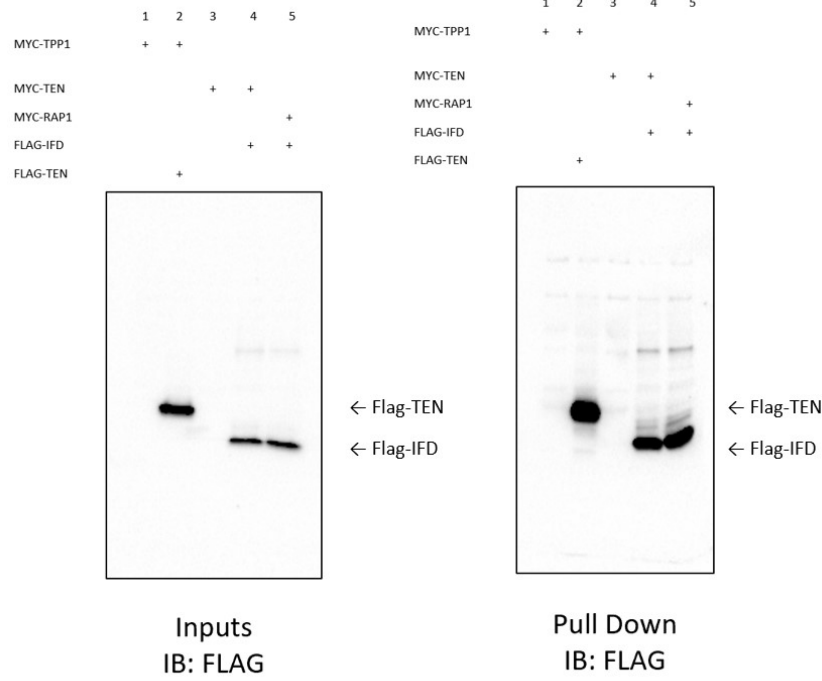 1 2 3 4 5
MYC-TPP1 + +
MYC-TEN + +
MYC-RAP1 +
FLAG-IFD + +
FLAG-TEN +
← Flag-TEN
← Flag-IFD
Inputs
IB: FLAG
1 2 3 4 5
MYC-TPP1 + +
MYC-TEN + +
MYC-RAP1 +
FLAG-IFD + +
FLAG-TEN +
← Flag-TEN
← Flag-IFD
Pull Down
IB: FLAG